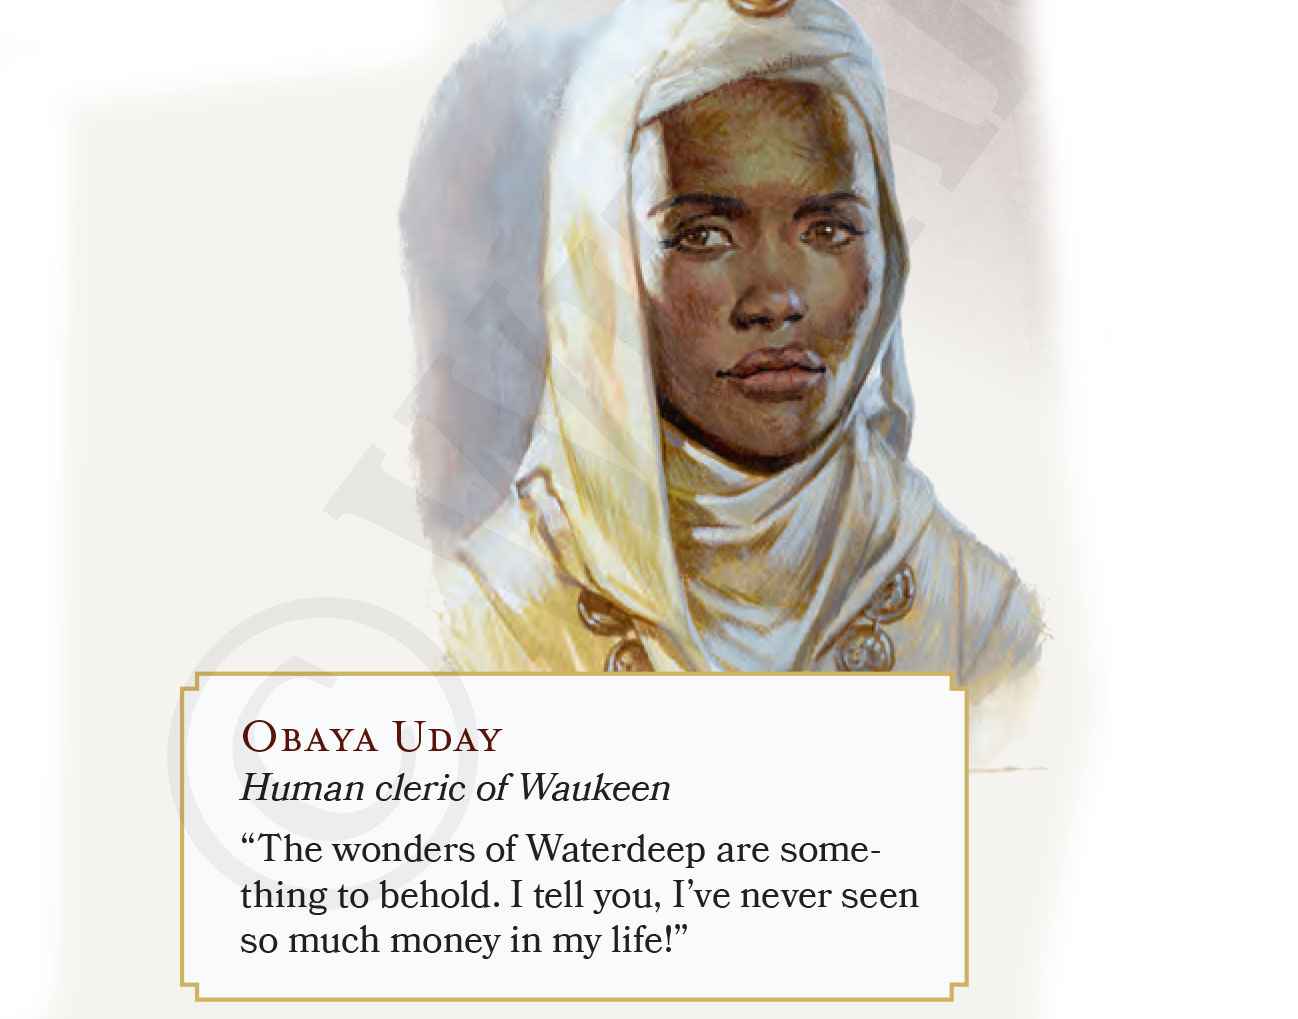 Obaya Uday
Human cleric of Waukeen
“The wonders of Waterdeep are some-
thing to behold. I tell you, I’ve never seen
so much money in my life!”